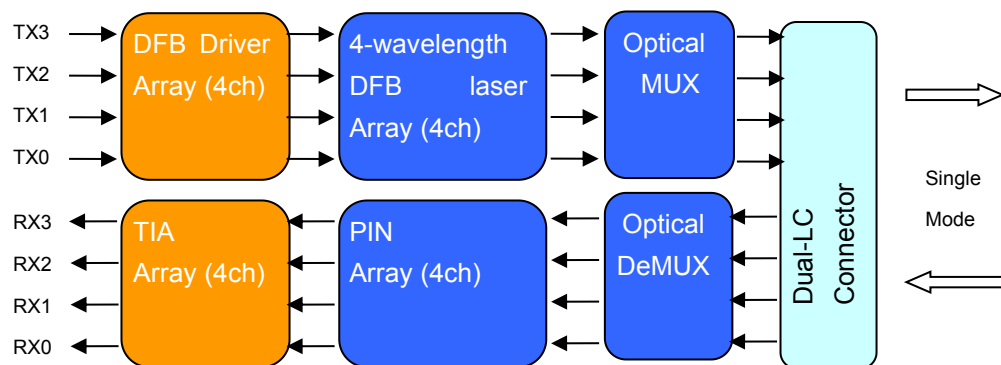 TX3
TX2
TX1
TX0
DFB Driver
Array (4ch)
4-wavelength
DFB laser
Array (4ch)
Optical
MUX
RX3
RX2
RX1
RX0
TIA
Array (4ch)
PIN
Array (4ch)
Optical
DeMUX
Dual-LC
Connector
Single
Mode